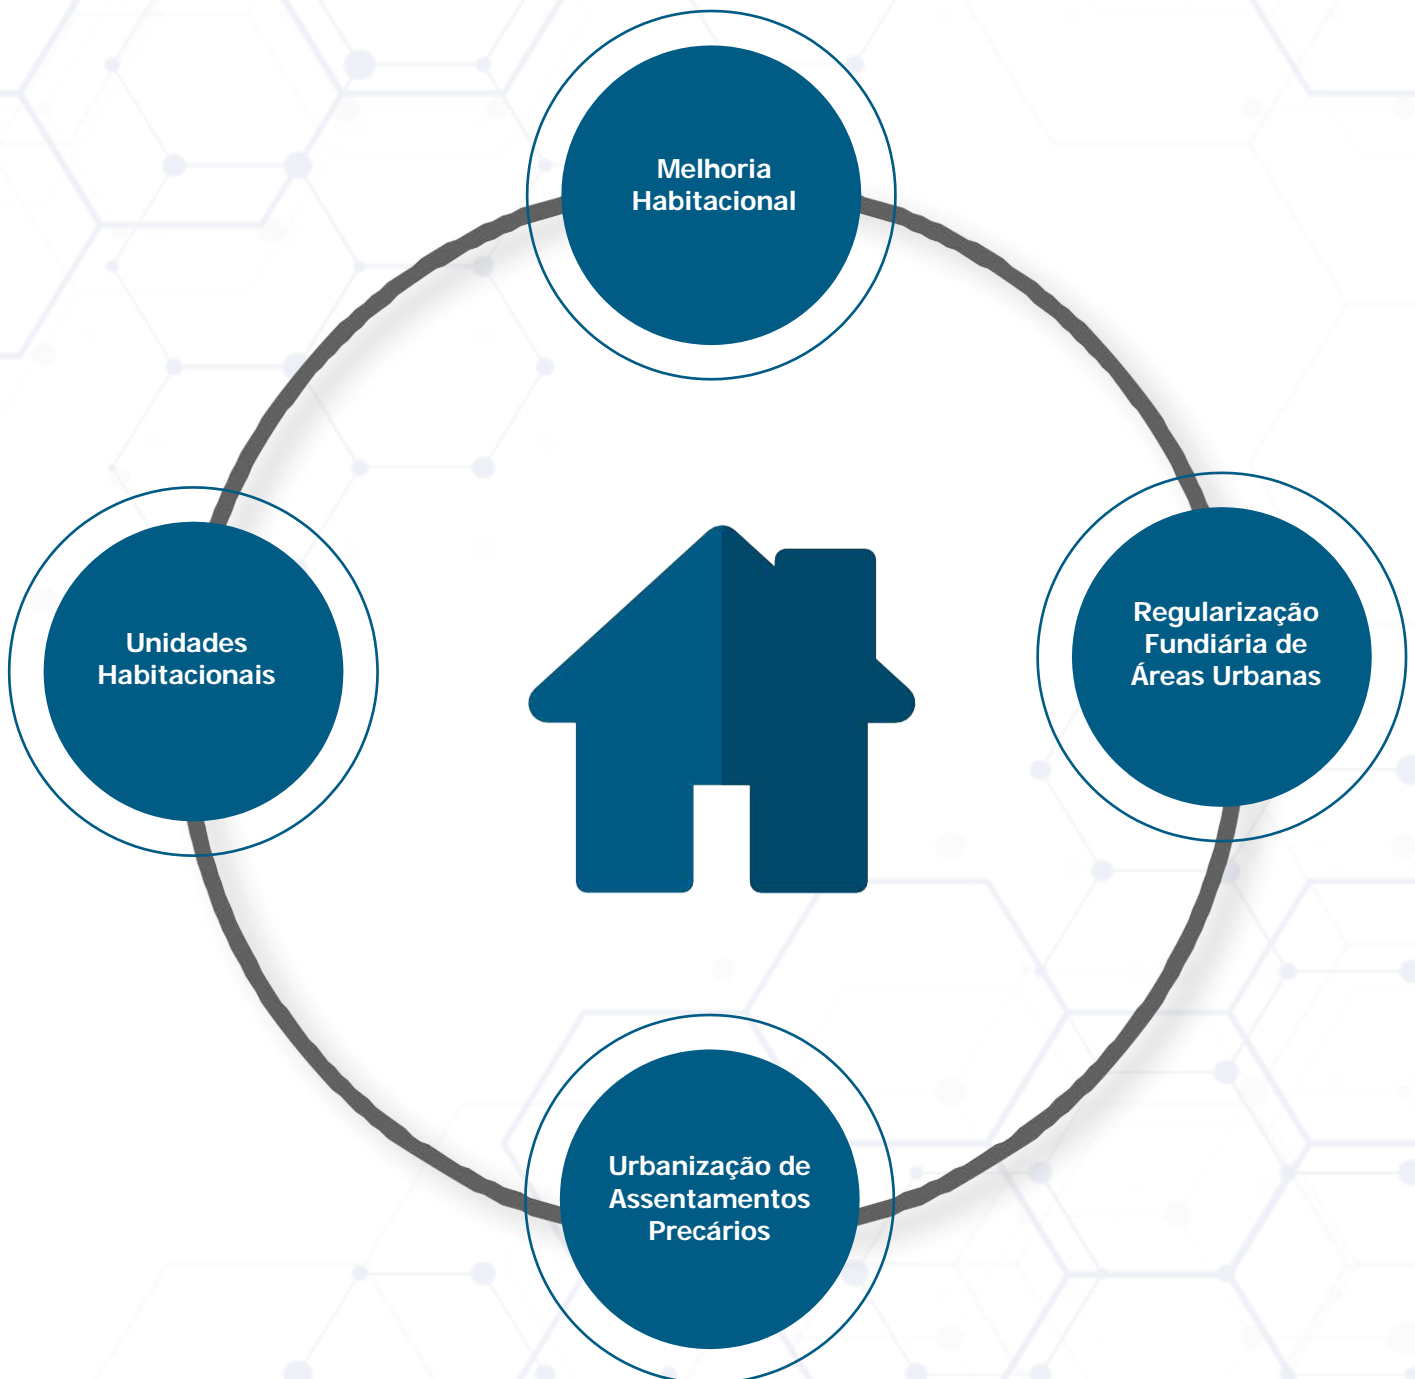 Melhoria
Habitacional
Unidades
Habitacionais
Regularização
Fundiária de
Áreas Urbanas
Urbanização de
Assentamentos
Precários